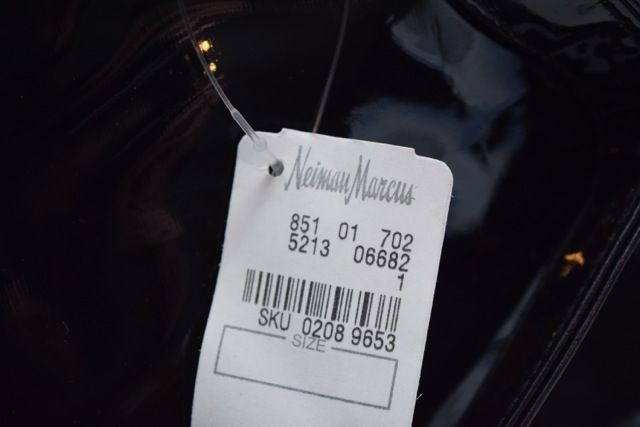 Neiman Marcus
851 01 702
5213 06682
1
SKU 0208 9653
SIZE